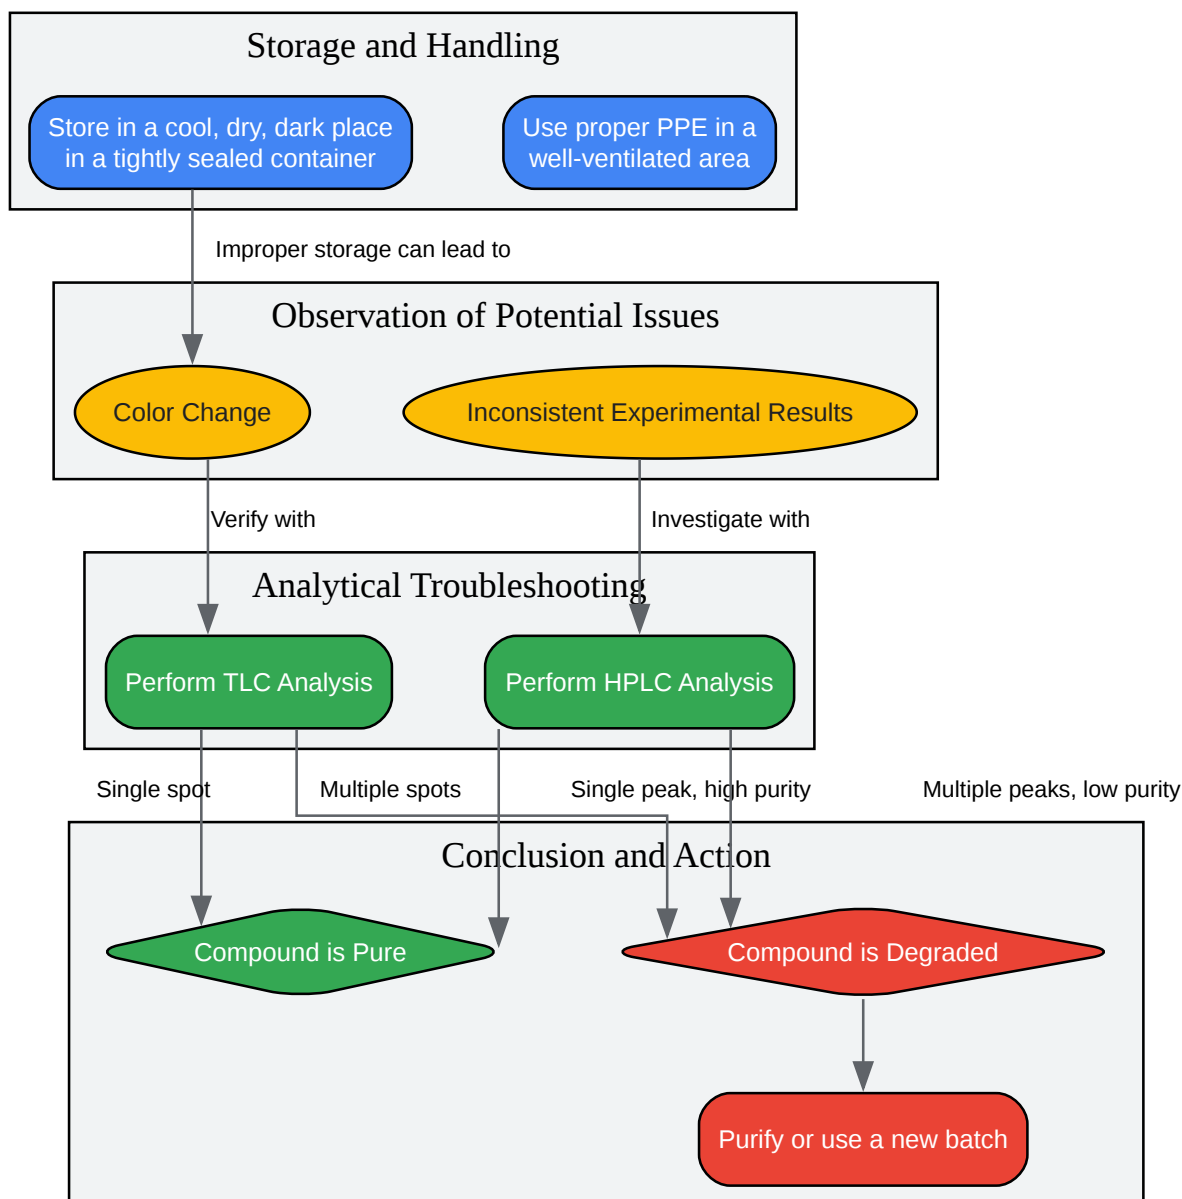 Storage and Handling
Store in a cool, dry, dark place
in a tightly sealed container
Use proper PPE in a
well-ventilated area
Improper storage can lead to
Observation of Potential Issues
Color Change
Inconsistent Experimental Results
Verify with
Investigate with
Analytical Troubleshooting
Perform TLC Analysis
Perform HPLC Analysis
Single spot
Multiple spots
Single peak, high purity
Multiple peaks, low purity
Conclusion and Action
Compound is Pure
Compound is Degraded
Purify or use a new batch